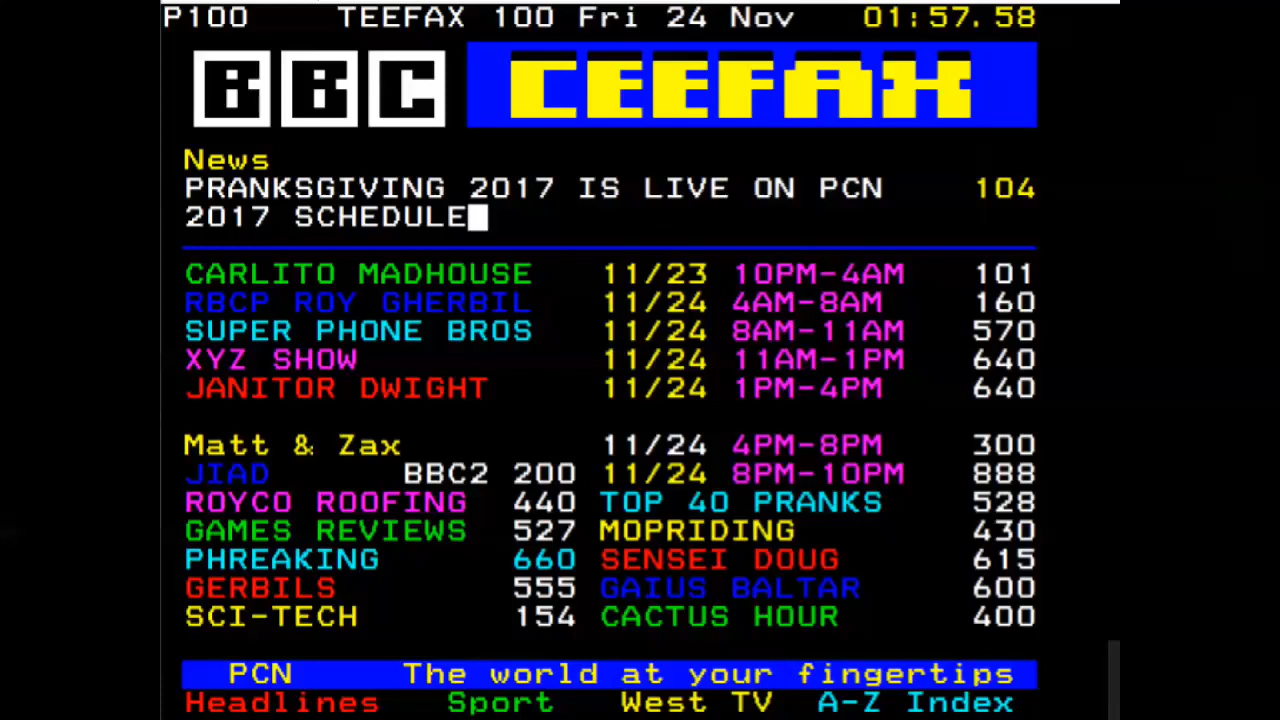 P100 TEEFAX 100 Fri 24 Nov 01:57.58
BBC CEEFAX
News
PRANKSGIVING 2017 IS LIVE ON PCN 104
2017 SCHEDULE
CARLITO MADHOUSE 11/23 10PM-4AM 101
RBCP ROY GHERBIL 11/24 4AM-8AM 160
SUPER PHONE BROS 11/24 8AM-11AM 570
XYZ SHOW 11/24 11AM-1PM 640
JANITOR DWIGHT 11/24 1PM-4PM 640
Matt & Zax 11/24 4PM-8PM 300
JIAD BBC2 200 11/24 8PM-10PM 888
ROYCO ROOFING 440 TOP 40 PRANKS 528
GAMES REVIEWS 527 MOPRIDING 430
PHREAKING 660 SENSEI DOUG 615
GERBILS 555 GAIUS BALTAR 600
SCI-TECH 154 CACTUS HOUR 400
PCN The world at your fingertips
Headlines Sport West TV A-Z Index